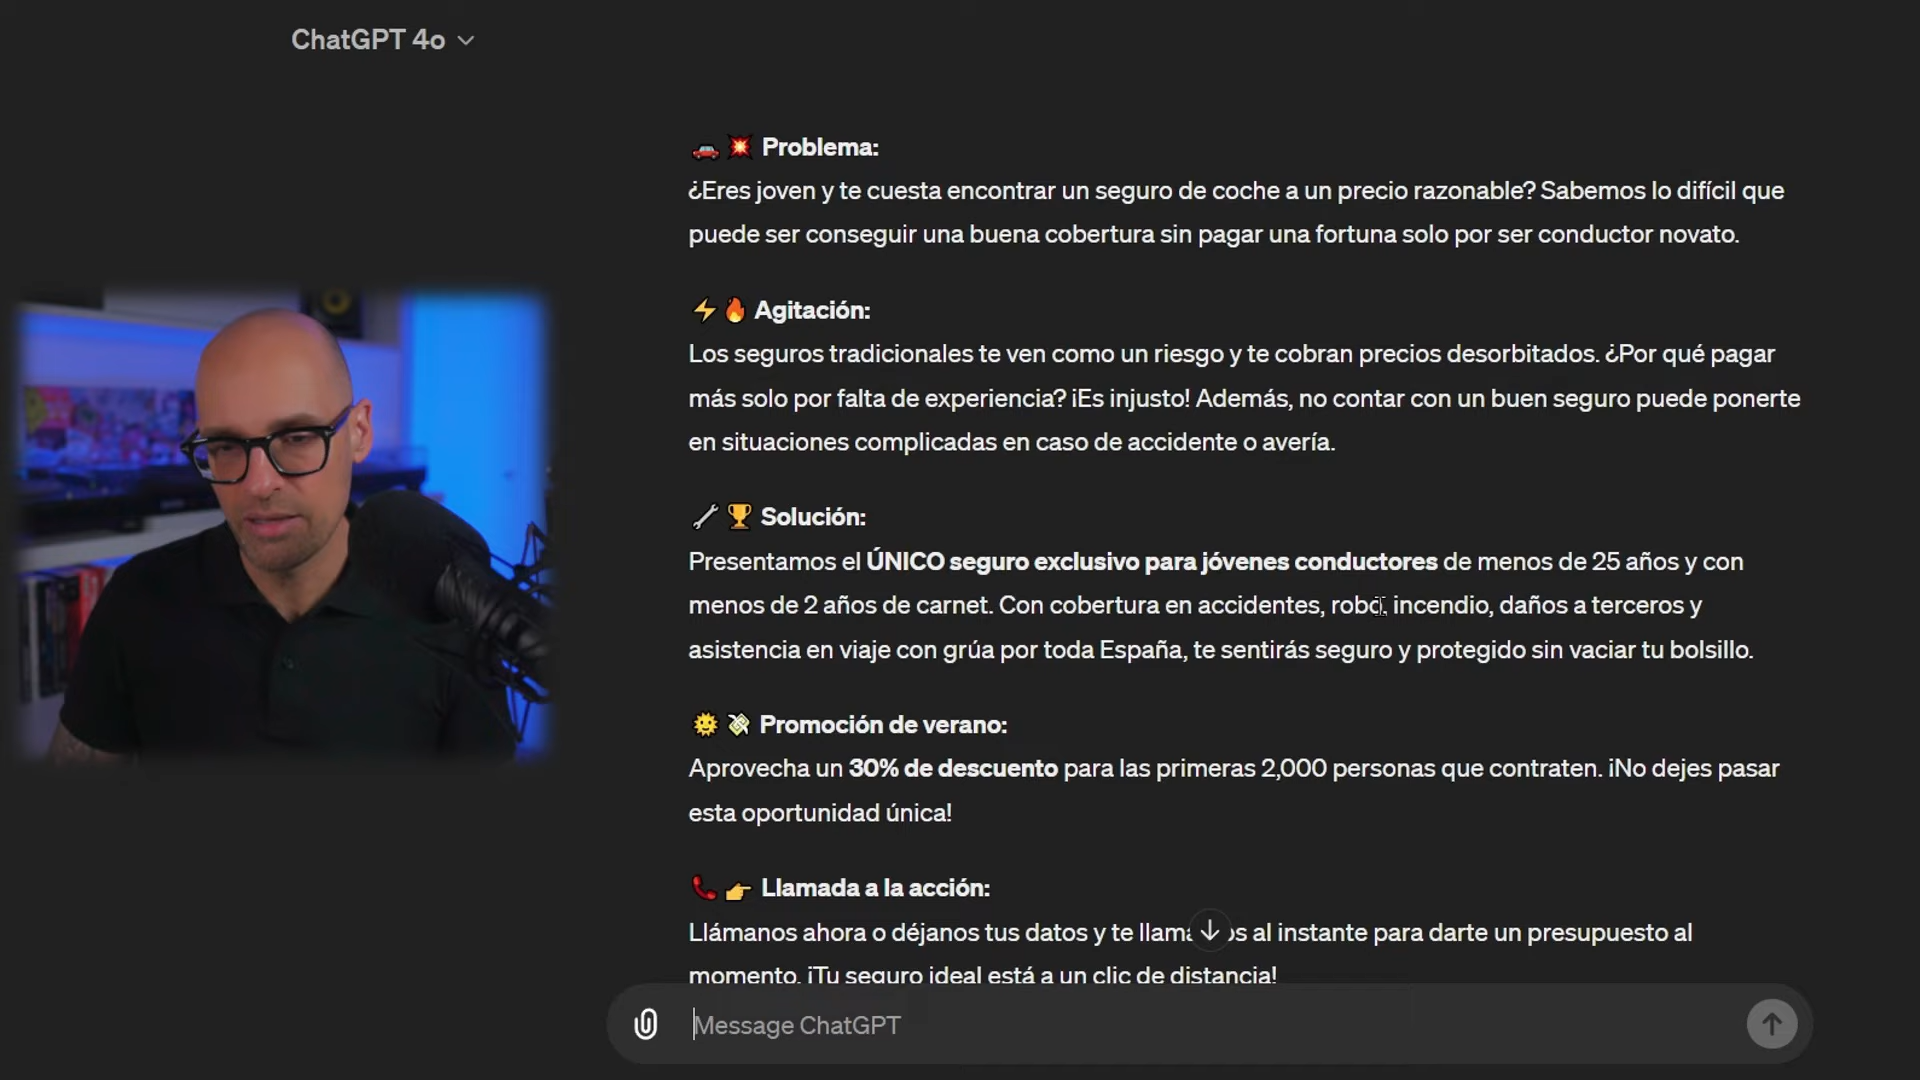 ChatGPT 4o
🚗💥 Problema:
¿Eres joven y te cuesta encontrar un seguro de coche a un precio razonable? Sabemos lo difícil que
puede ser conseguir una buena cobertura sin pagar una fortuna solo por ser conductor novato.
⚡🔥 Agitación:
Los seguros tradicionales te ven como un riesgo y te cobran precios desorbitados. ¿Por qué pagar
más solo por falta de experiencia? ¡Es injusto! Además, no contar con un buen seguro puede ponerte
en situaciones complicadas en caso de accidente o avería.
🔧🏆 Solución:
Presentamos el ÚNICO seguro exclusivo para jóvenes conductores de menos de 25 años y con
menos de 2 años de carnet. Con cobertura en accidentes, robo, incendio, daños a terceros y
asistencia en viaje con grúa por toda España, te sentirás seguro y protegido sin vaciar tu bolsillo.
🌞💸 Promoción de verano:
Aprovecha un 30% de descuento para las primeras 2,000 personas que contraten. ¡No dejes pasar
esta oportunidad única!
📞👉 Llamada a la acción:
Llámanos ahora o déjanos tus datos y te llamamos al instante para darte un presupuesto al
momento. ¡Tu seguro ideal está a un clic de distancia!
Message ChatGPT